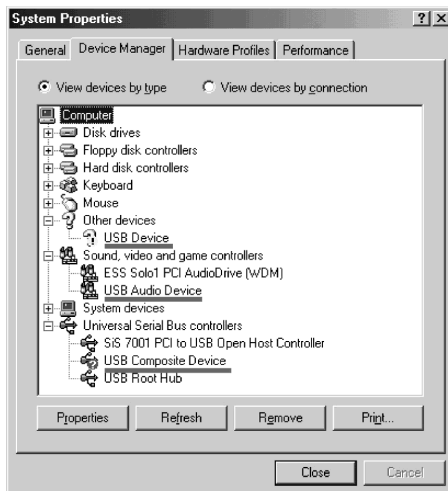 System Properties
General Device Manager Hardware Profiles Performance
View devices by type View devices by connection
Computer
Disk drives
Floppy disk controllers
Hard disk controllers
Keyboard
Mouse
Other devices
USB Device
Sound, video and game controllers
ESS Solo1 PCI AudioDrive (WDM)
USB Audio Device
System devices
Universal Serial Bus controllers
SiS 7001 PCI to USB Open Host Controller
USB Composite Device
USB Root Hub
Properties Refresh Remove Print...
Close Cancel